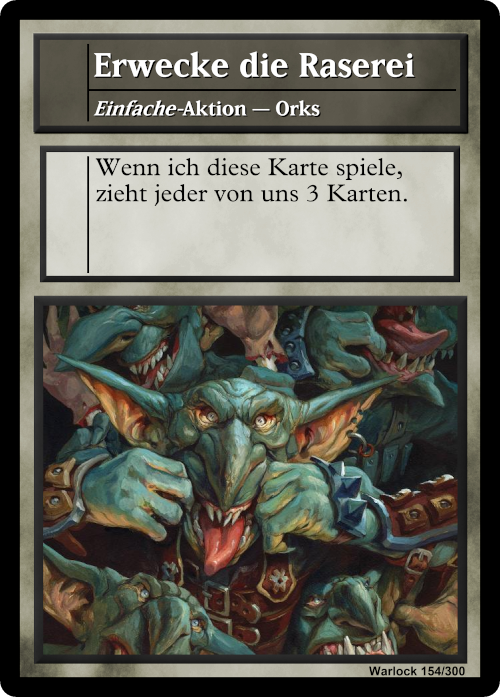 Erwecke die Raserei
Einfache-Aktion — Orks
Wenn ich diese Karte spiele,
zieht jeder von uns 3 Karten.
Warlock 154/300